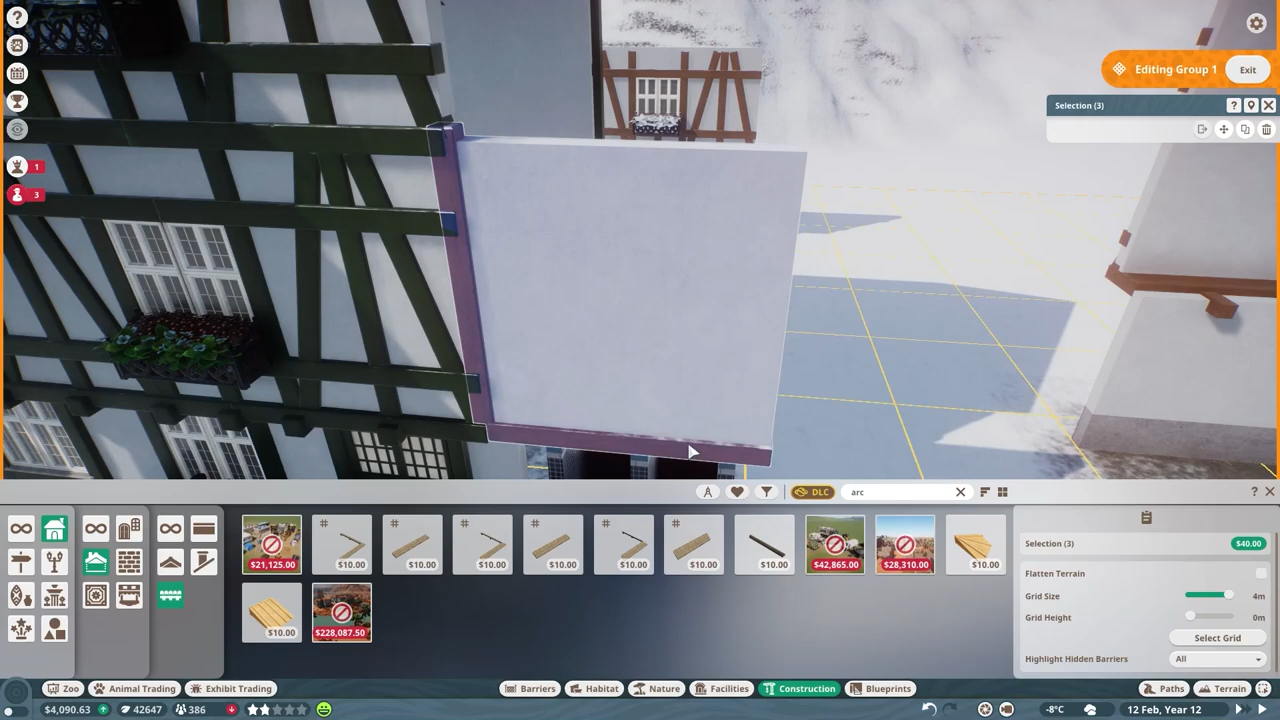 Editing Group 1
Exit
Selection (3)
?
1
3
DLC
arc
?
$21,125.00
$10.00
$10.00
$10.00
$10.00
$10.00
$10.00
$10.00
$42,865.00
$28,310.00
$10.00
$10.00
$228,087.50
Selection (3)
$40.00
Flatten Terrain
Grid Size
4m
Grid Height
0m
Select Grid
Highlight Hidden Barriers
All
Zoo
Animal Trading
Exhibit Trading
Barriers
Habitat
Nature
Facilities
Construction
Blueprints
Paths
Terrain
$4,090.63
42647
386
-8°C
12 Feb, Year 12